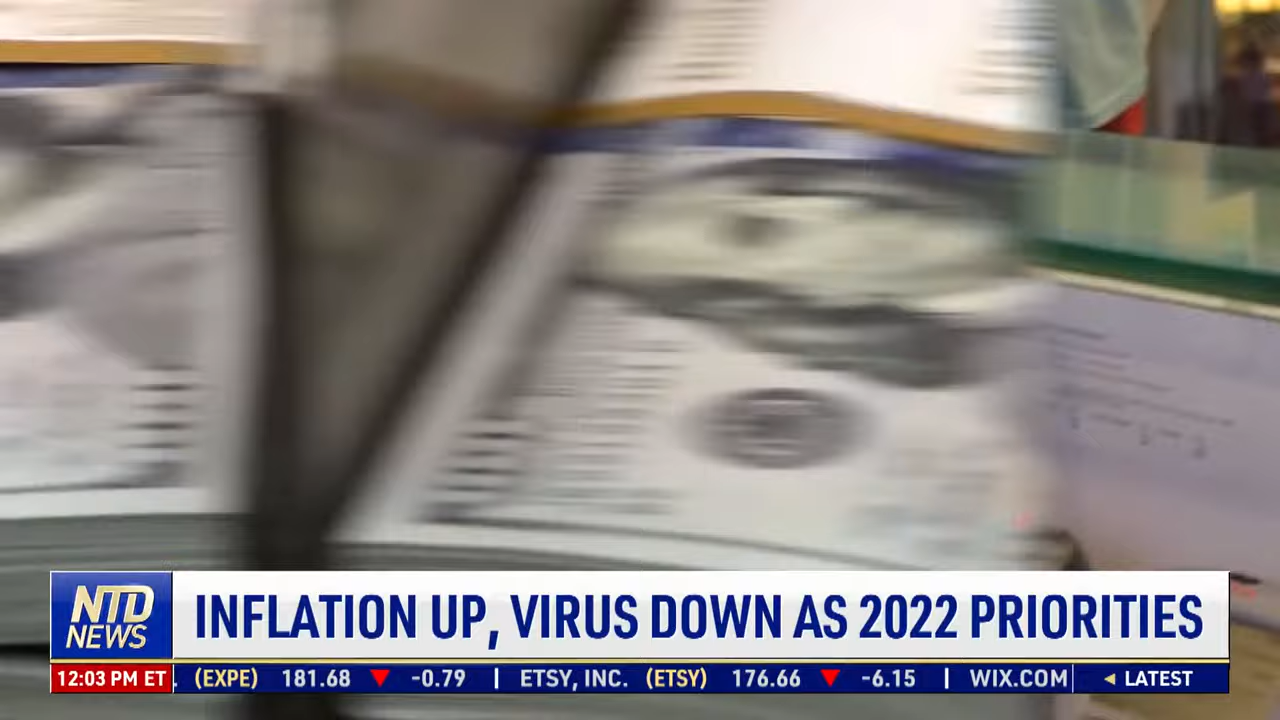 NTD
NEWS
INFLATION UP, VIRUS DOWN AS 2022 PRIORITIES
12:03 PM ET . (EXPE) 181.68 ▼ -0.79 | ETSY, INC. (ETSY) 176.66 ▼ -6.15 | WIX.COM ◄ LATEST